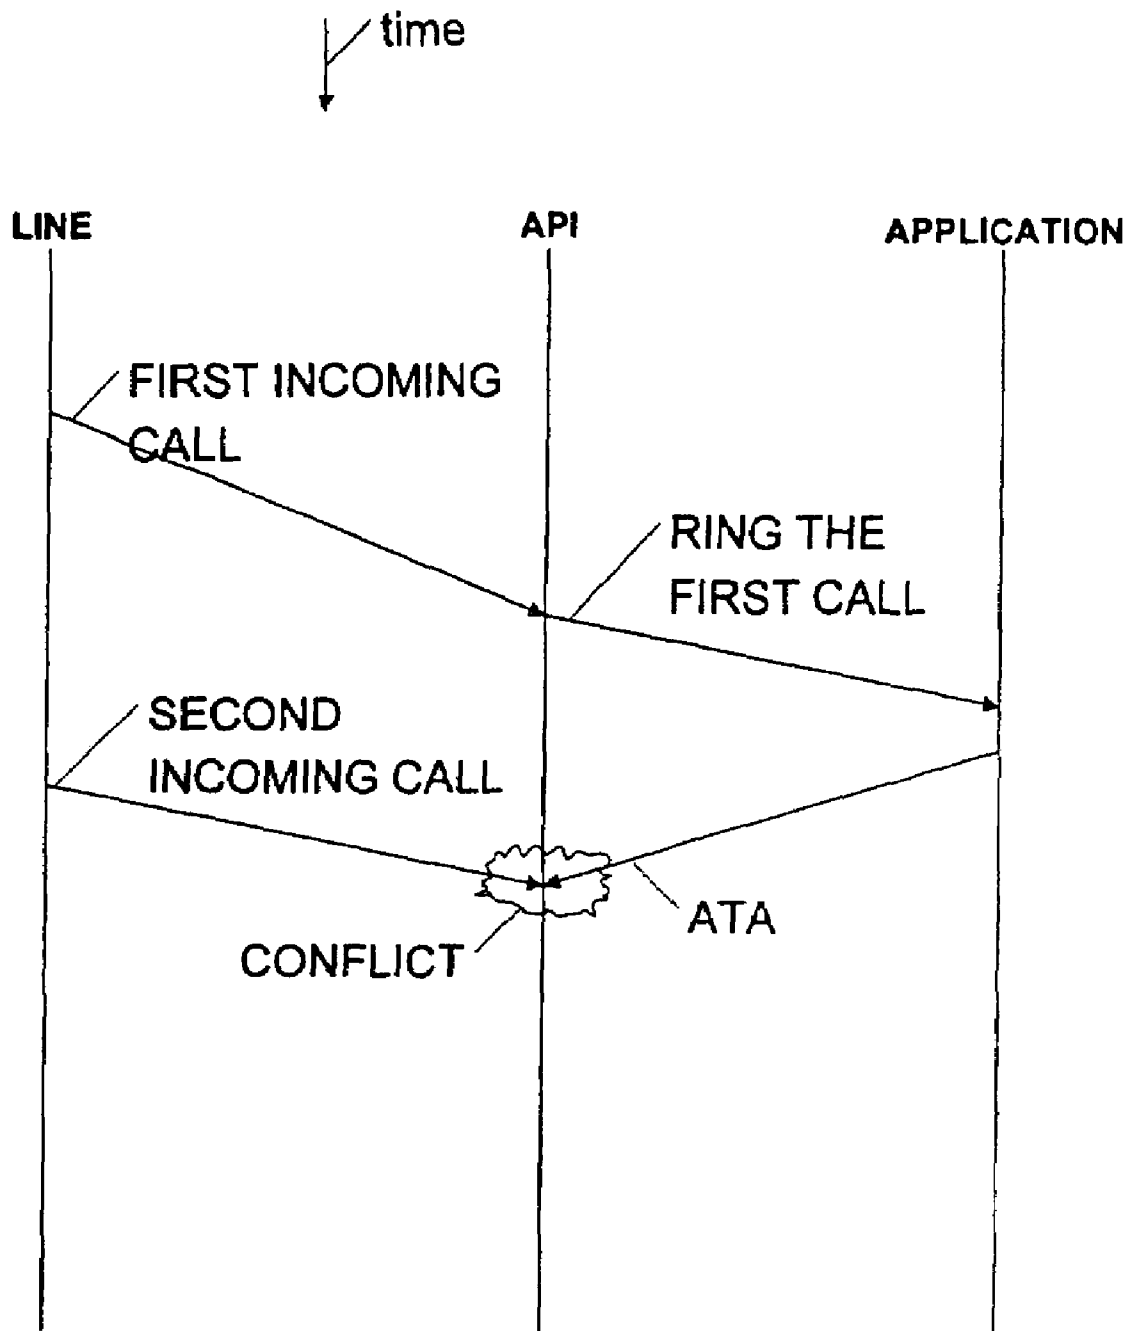 time
LINE
API
APPLICATION
FIRST INCOMING
CALL
RING THE
FIRST CALL
SECOND
INCOMING CALL
ATA
CONFLICT